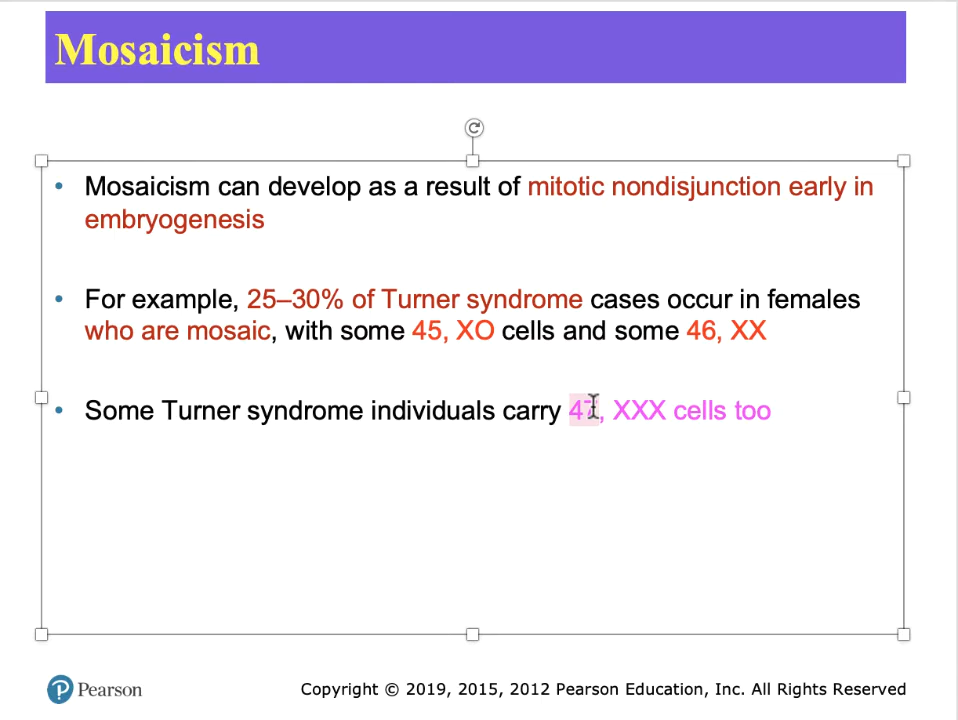 Mosaicism
• Mosaicism can develop as a result of mitotic nondisjunction early in
embryogenesis
• For example, 25–30% of Turner syndrome cases occur in females
who are mosaic, with some 45, XO cells and some 46, XX
• Some Turner syndrome individuals carry 47, XXX cells too
Pearson
Copyright © 2019, 2015, 2012 Pearson Education, Inc. All Rights Reserved